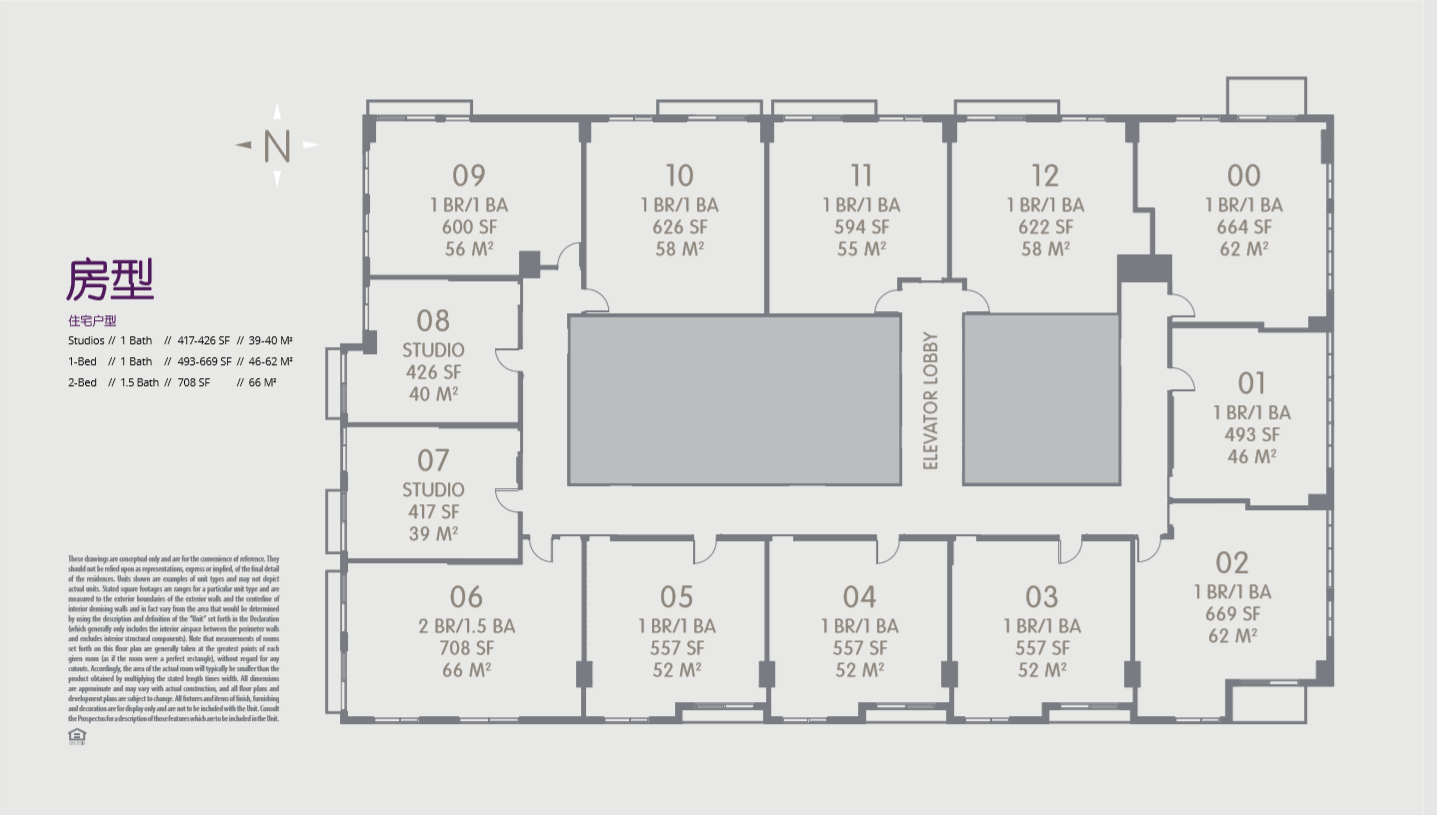 N
09
1 BR/1 BA
600 SF
56 M²
10
1 BR/1 BA
626 SF
58 M²
11
1 BR/1 BA
594 SF
55 M²
12
1 BR/1 BA
622 SF
58 M²
00
1 BR/1 BA
664 SF
62 M²
房型
住宅户型
Studios // 1 Bath // 417-426 SF // 39-40 M²
1-Bed // 1 Bath // 493-669 SF // 46-62 M²
2-Bed // 1.5 Bath // 708 SF // 66 M²
08
STUDIO
426 SF
40 M²
ELEVATOR LOBBY
01
1 BR/1 BA
493 SF
46 M²
07
STUDIO
417 SF
39 M²
02
1 BR/1 BA
669 SF
62 M²
06
2 BR/1.5 BA
708 SF
66 M²
05
1 BR/1 BA
557 SF
52 M²
04
1 BR/1 BA
557 SF
52 M²
03
1 BR/1 BA
557 SF
52 M²
These drawings are conceptual only and are for the convenience of reference. They
should not be relied upon as representations, express or implied, of the final detail
of the residences. Units shown are examples of unit types and may not depict
actual units. Stated square footages are ranges for a particular unit type and are
measured to the exterior boundaries of the exterior walls and the centerline of
interior demising walls and in fact vary from the area that would be determined
by using the description and definition of the "Unit" set forth in the Declaration
(which generally only includes the interior airspace between the perimeter walls
and excludes interior structural components). Note that measurements of rooms
set forth on this floor plan are generally taken at the greatest points of each
given room (as if the room were a perfect rectangle), without regard for any
cutouts. Accordingly, the area of the actual room will typically be smaller than the
product obtained by multiplying the stated length times width. All dimensions
are approximate and may vary with actual construction, and all floor plans and
development plans are subject to change. All fixtures and items of finish, furnishing
and decoration are for display only and are not to be included with the Unit. Consult
the Prospectus for a description of those features which are to be included in the Unit.